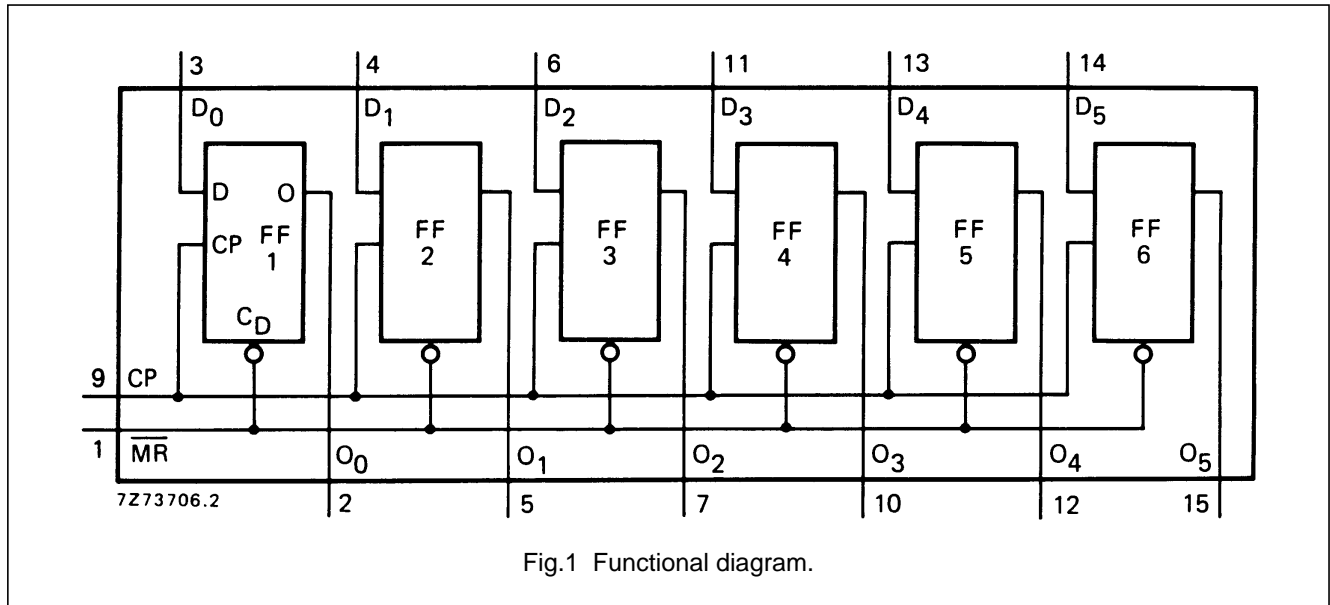 3 4 6 11 13 14
D0 D1 D2 D3 D4 D5
D O
CP FF 1 FF 2 FF 3 FF 4 FF 5 FF 6
CD
9 CP
1 MR O0 O1 O2 O3 O4 O5
7Z73706.2 2 5 7 10 12 15
Fig.1 Functional diagram.